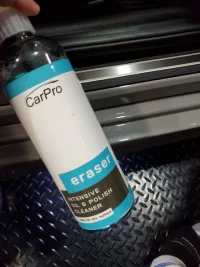 CarPro
eraser
INTENSIVE
OIL & POLISH
CLEANER